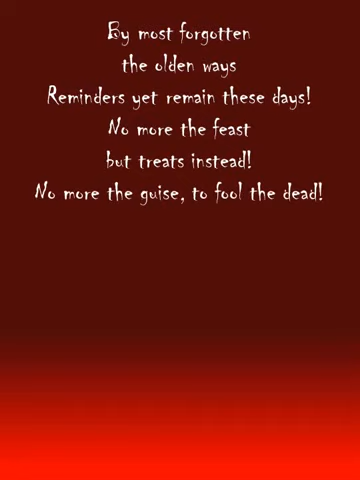 By most forgotten
the olden ways
Reminders yet remain these days!
No more the feast
but treats instead!
No more the guise, to fool the dead!